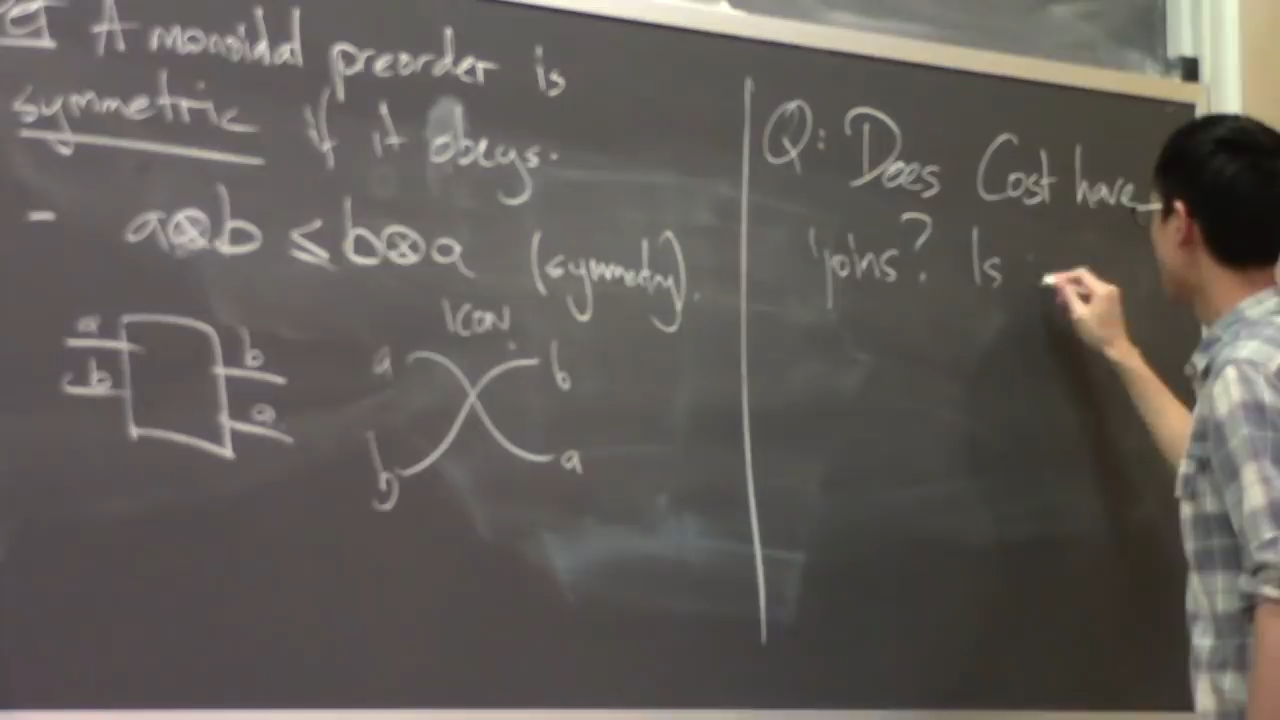 A monoidal preorder is
symmetric if it obeys.
- a⊗b ≤ b⊗a (symmetry).
icon.
a b
b a
a b
b a
Q: Does Cost have
joins? Is